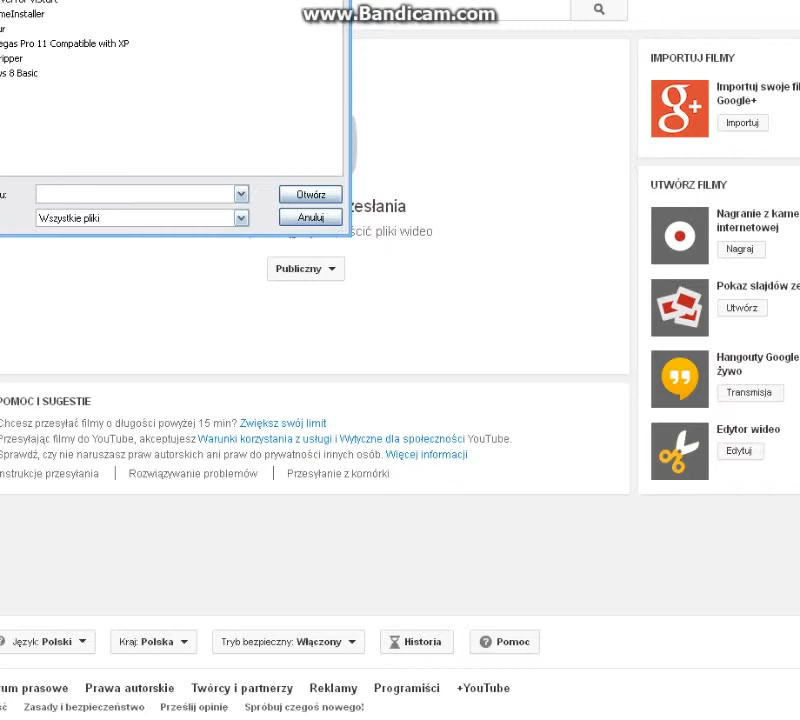 www.Bandicam.com
meInstaller
egas Pro 11 Compatible with XP
ripper
s 8 Basic
u:
Otwórz
Wszystkie pliki
Anuluj
zesłania
ścić pliki wideo
Publiczny
IMPORTUJ FILMY
Importuj swoje fil
Google+
Importuj
UTWÓRZ FILMY
Nagranie z kame
internetowej
Nagraj
Pokaz slajdów ze
Utwórz
Hangouty Google
żywo
Transmisja
Edytor wideo
Edytuj
POMOC I SUGESTIE
Chcesz przesyłać filmy o długości powyżej 15 min? Zwiększ swój limit
Przesyłając filmy do YouTube, akceptujesz Warunki korzystania z usługi i Wytyczne dla społeczności YouTube.
Sprawdź, czy nie naruszasz praw autorskich ani praw do prywatności innych osób. Więcej informacji
nstrukcje przesyłania | Rozwiązywanie problemów | Przesyłanie z komórki
Język: Polski
Kraj: Polska
Tryb bezpieczny: Włączony
Historia
Pomoc
rum prasowe Prawa autorskie Twórcy i partnerzy Reklamy Programiści +YouTube
ść Zasady i bezpieczeństwo Prześlij opinię Spróbuj czegoś nowego!